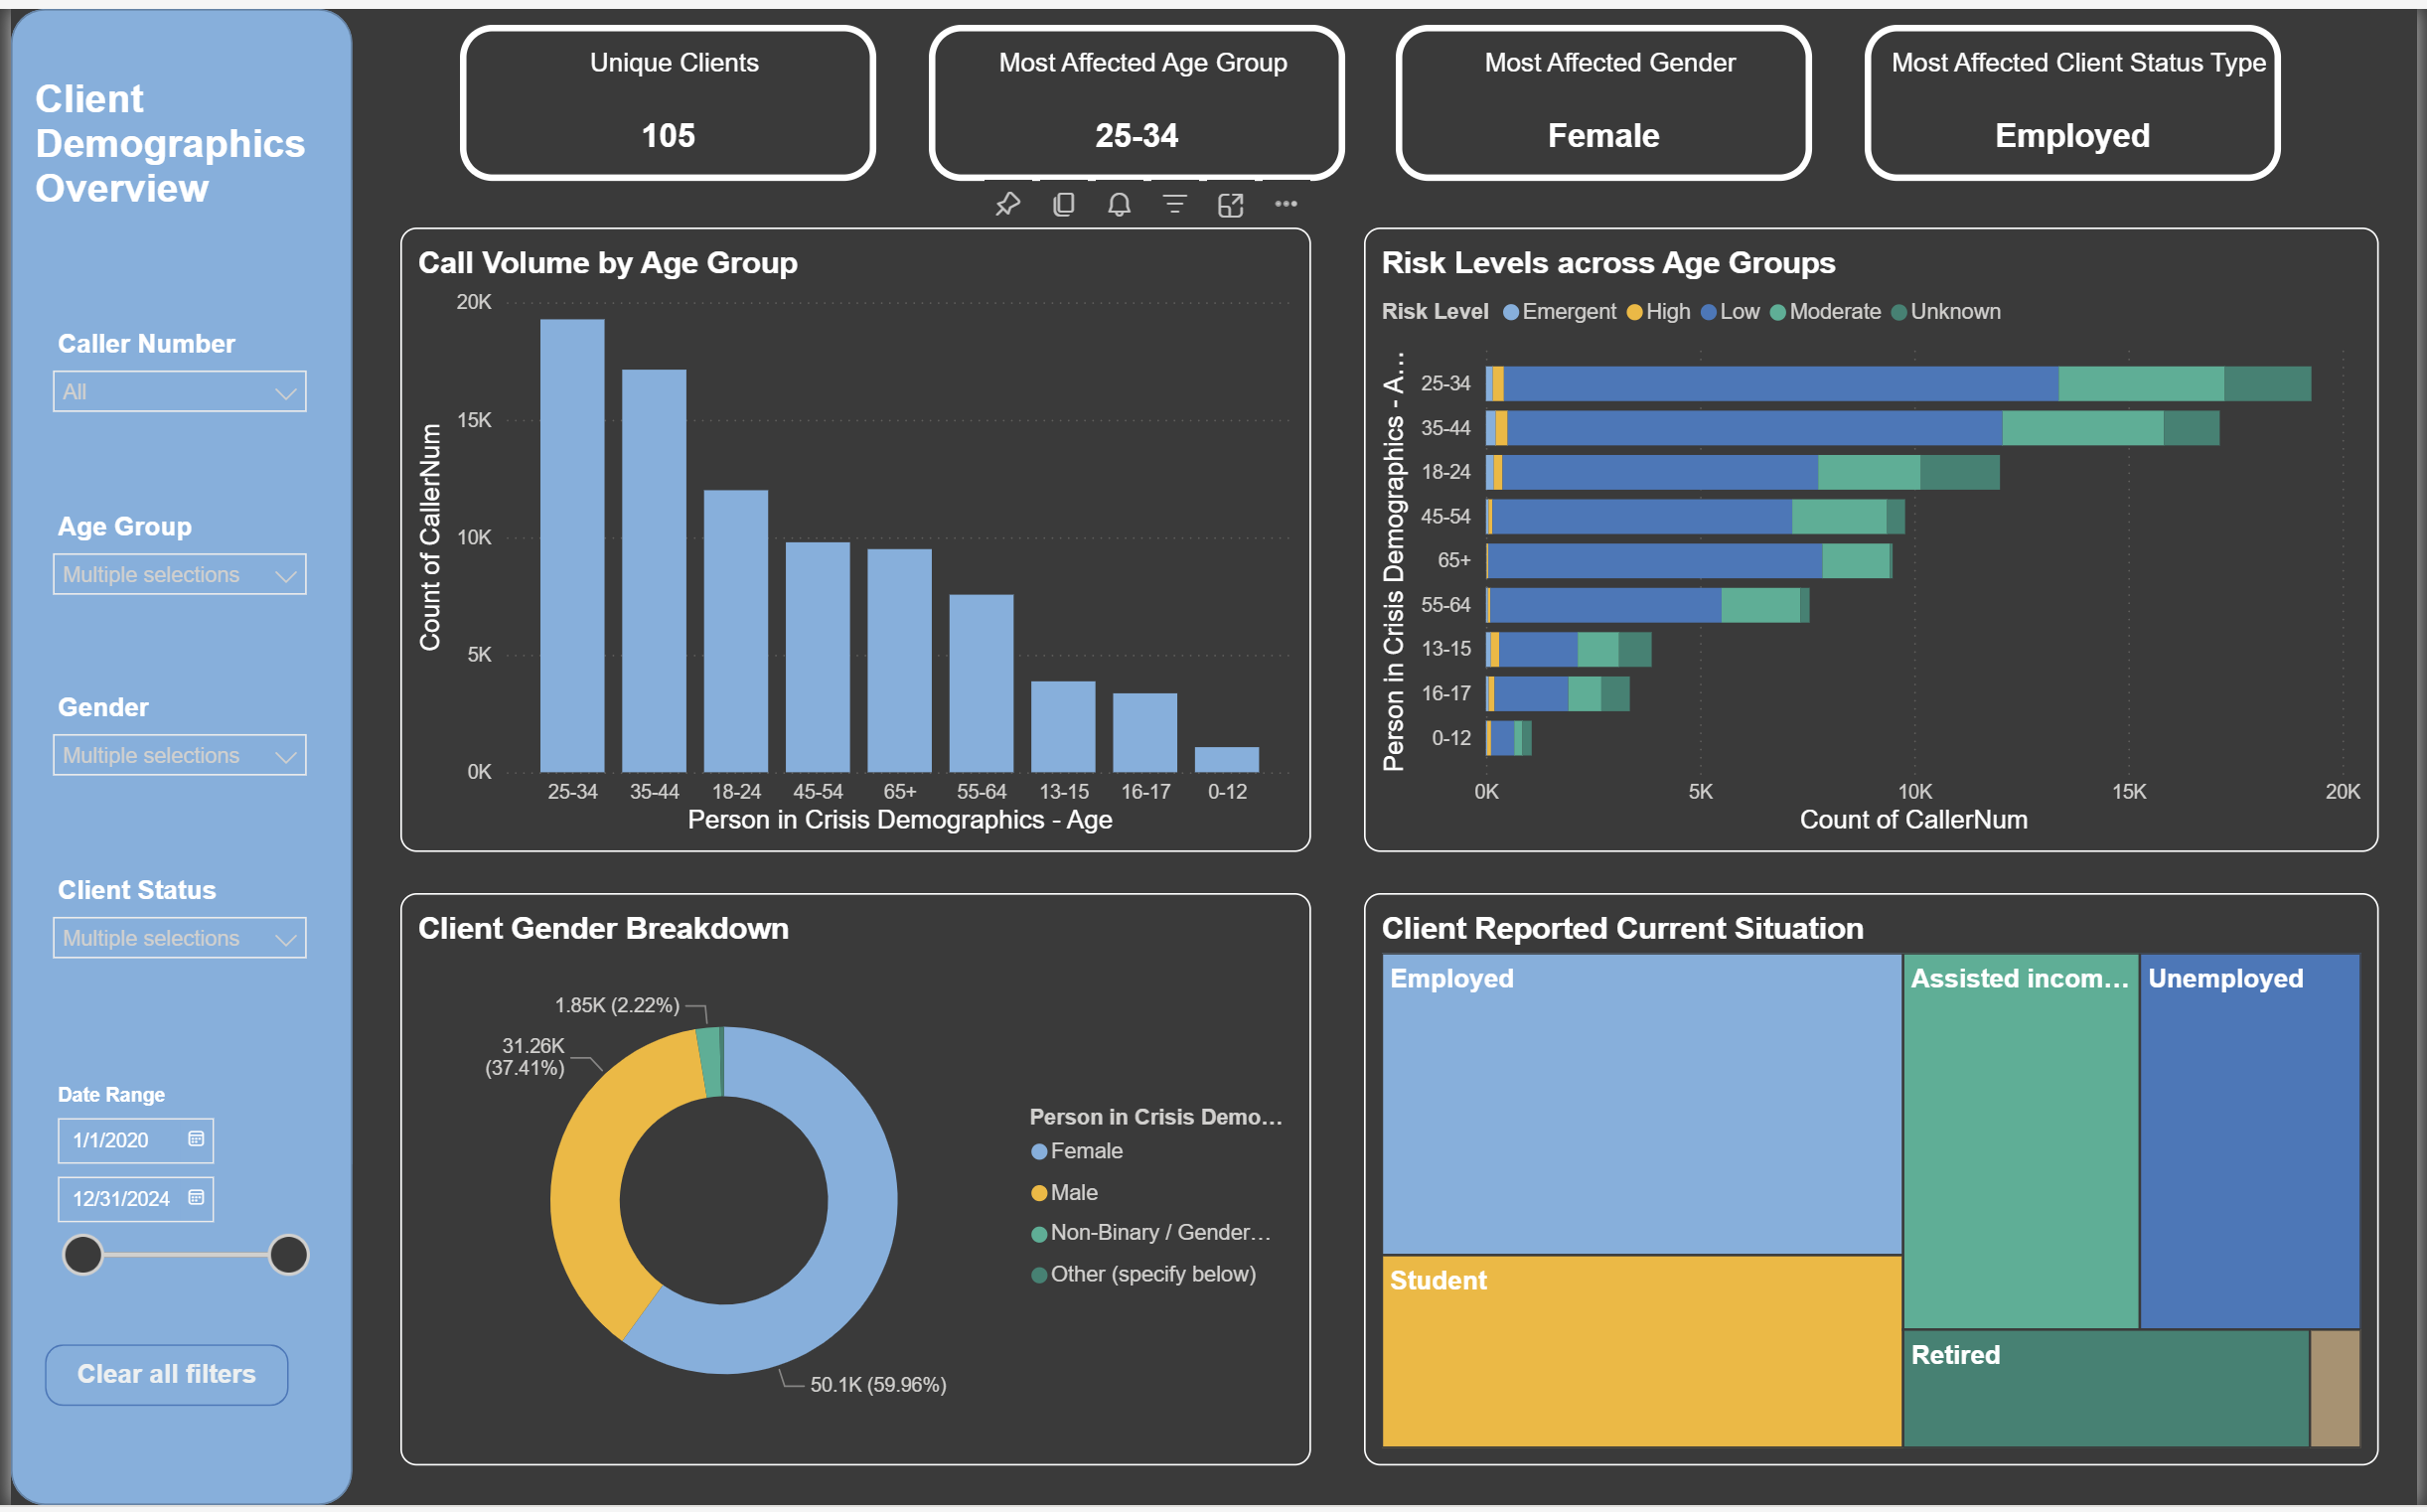 Client
Demographics
Overview
Caller Number
All
Age Group
Multiple selections
Gender
Multiple selections
Client Status
Multiple selections
Date Range
1/1/2020
12/31/2024
Clear all filters
Unique Clients
105
Most Affected Age Group
25-34
Most Affected Gender
Female
Most Affected Client Status Type
Employed
Call Volume by Age Group
Count of CallerNum
20K
15K
10K
5K
0K
25-34 35-44 18-24 45-54 65+ 55-64 13-15 16-17 0-12
Person in Crisis Demographics - Age
Risk Levels across Age Groups
Risk Level Emergent High Low Moderate Unknown
Person in Crisis Demographics - A...
25-34
35-44
18-24
45-54
65+
55-64
13-15
16-17
0-12
0K 5K 10K 15K 20K
Count of CallerNum
Client Gender Breakdown
1.85K (2.22%)
31.26K
(37.41%)
50.1K (59.96%)
Person in Crisis Demo...
Female
Male
Non-Binary / Gender...
Other (specify below)
Client Reported Current Situation
Employed
Assisted incom...
Unemployed
Student
Retired